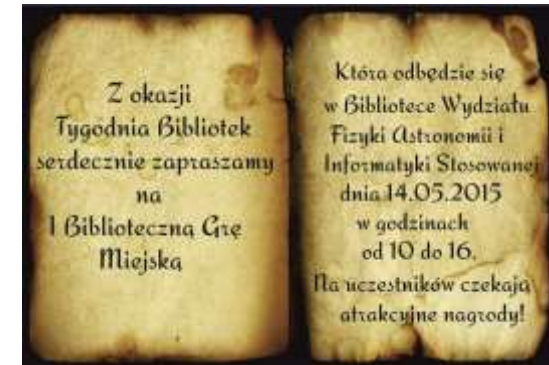 Z okazji
Tygodnia Bibliotek
serdecznie zapraszamy
na
I Biblioteczną Grę
Miejską
Która odbędzie się
w Bibliotece Wydziału
Fizyki Astronomii i
Informatyki Stosowanej
dnia 14.05.2015
w godzinach
od 10 do 16.
Na uczestników czekają
atrakcyjne nagrody!